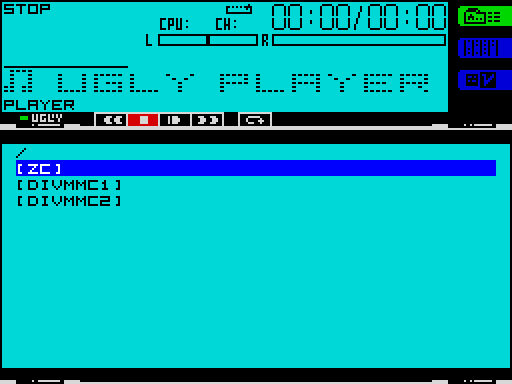 STOP
CPU: CH: 00:00/00:00
L R
UGLY PLAYER
PLAYER
UGLY
/
[ZC]
[DIVMMC1]
[DIVMMC2]